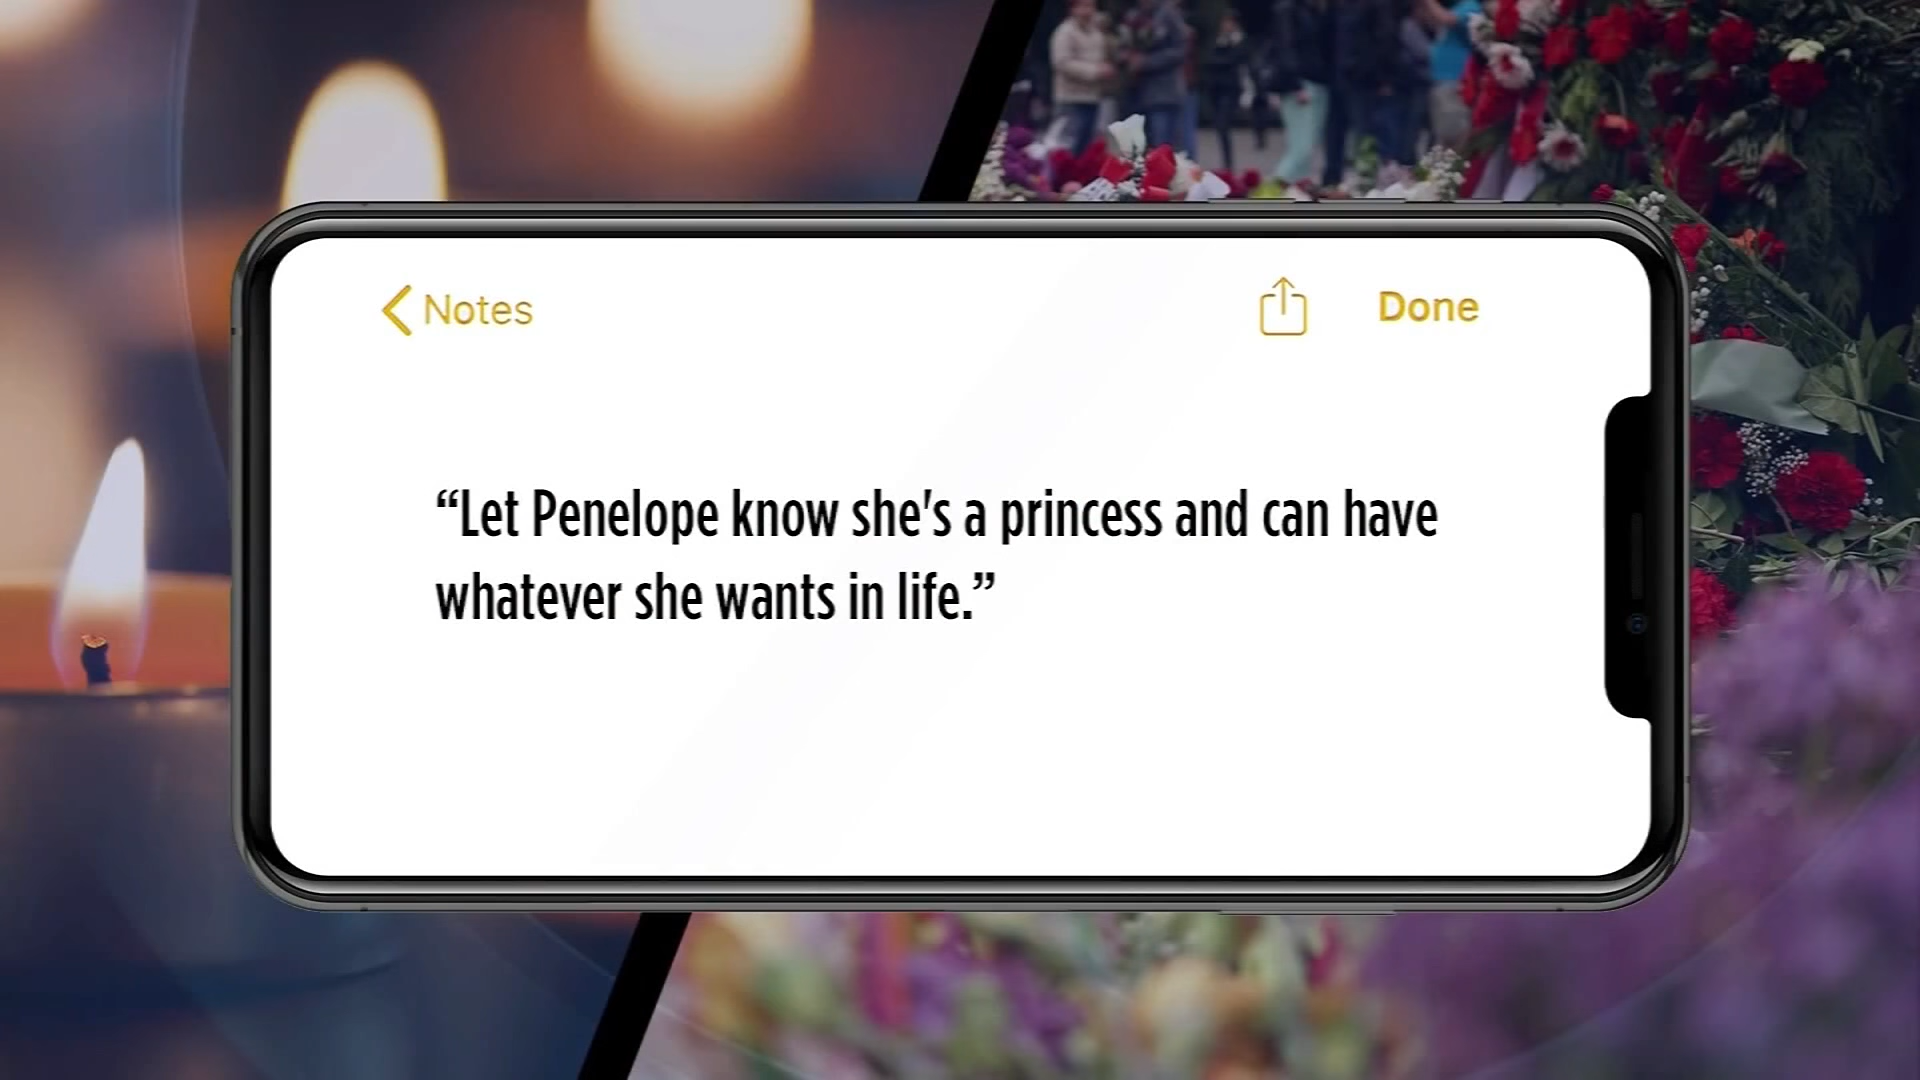 Notes
Done
“Let Penelope know she's a princess and can have
whatever she wants in life.”